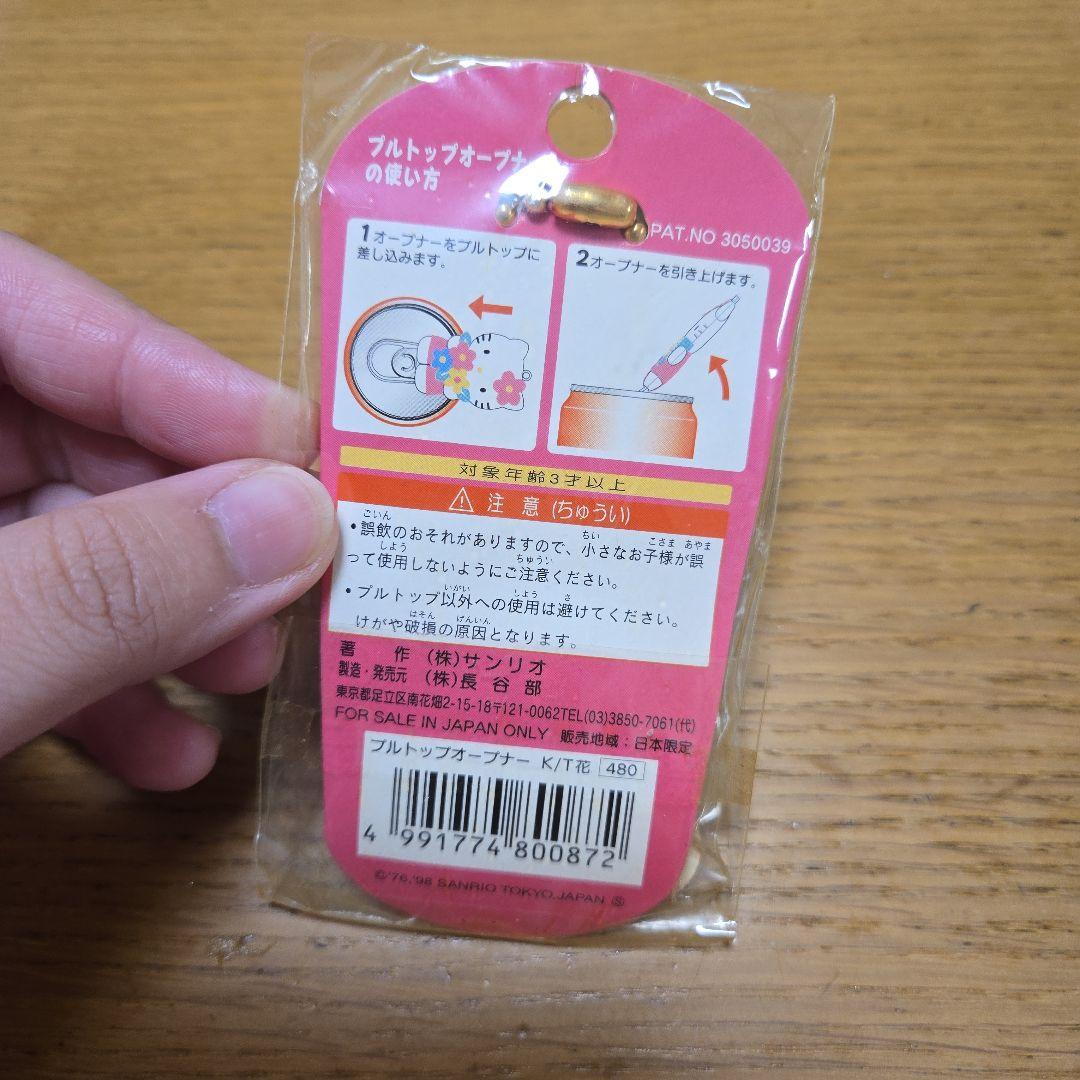 プルトップオープナ
の使い方
PAT.NO 3050039
1 オープナーをプルトップに
差し込みます。
2 オープナーを引き上げます。
対象年齢3才以上
注意(ちゅうい)
・誤飲のおそれがありますので、小さなお子様が誤
って使用しないようにご注意ください。
・プルトップ以外への使用は避けてください。
けがや破損の原因となります。
著作 (株)サンリオ
製造・発売元 (株)長谷部
東京都足立区南花畑2-15-18〒121-0062TEL(03)3850-7061(代)
FOR SALE IN JAPAN ONLY 販売地域:日本限定
プルトップオープナー K/T花 480
4 991774 800872
©'76,'98 SANRIO TOKYO,JAPAN Ⓢ